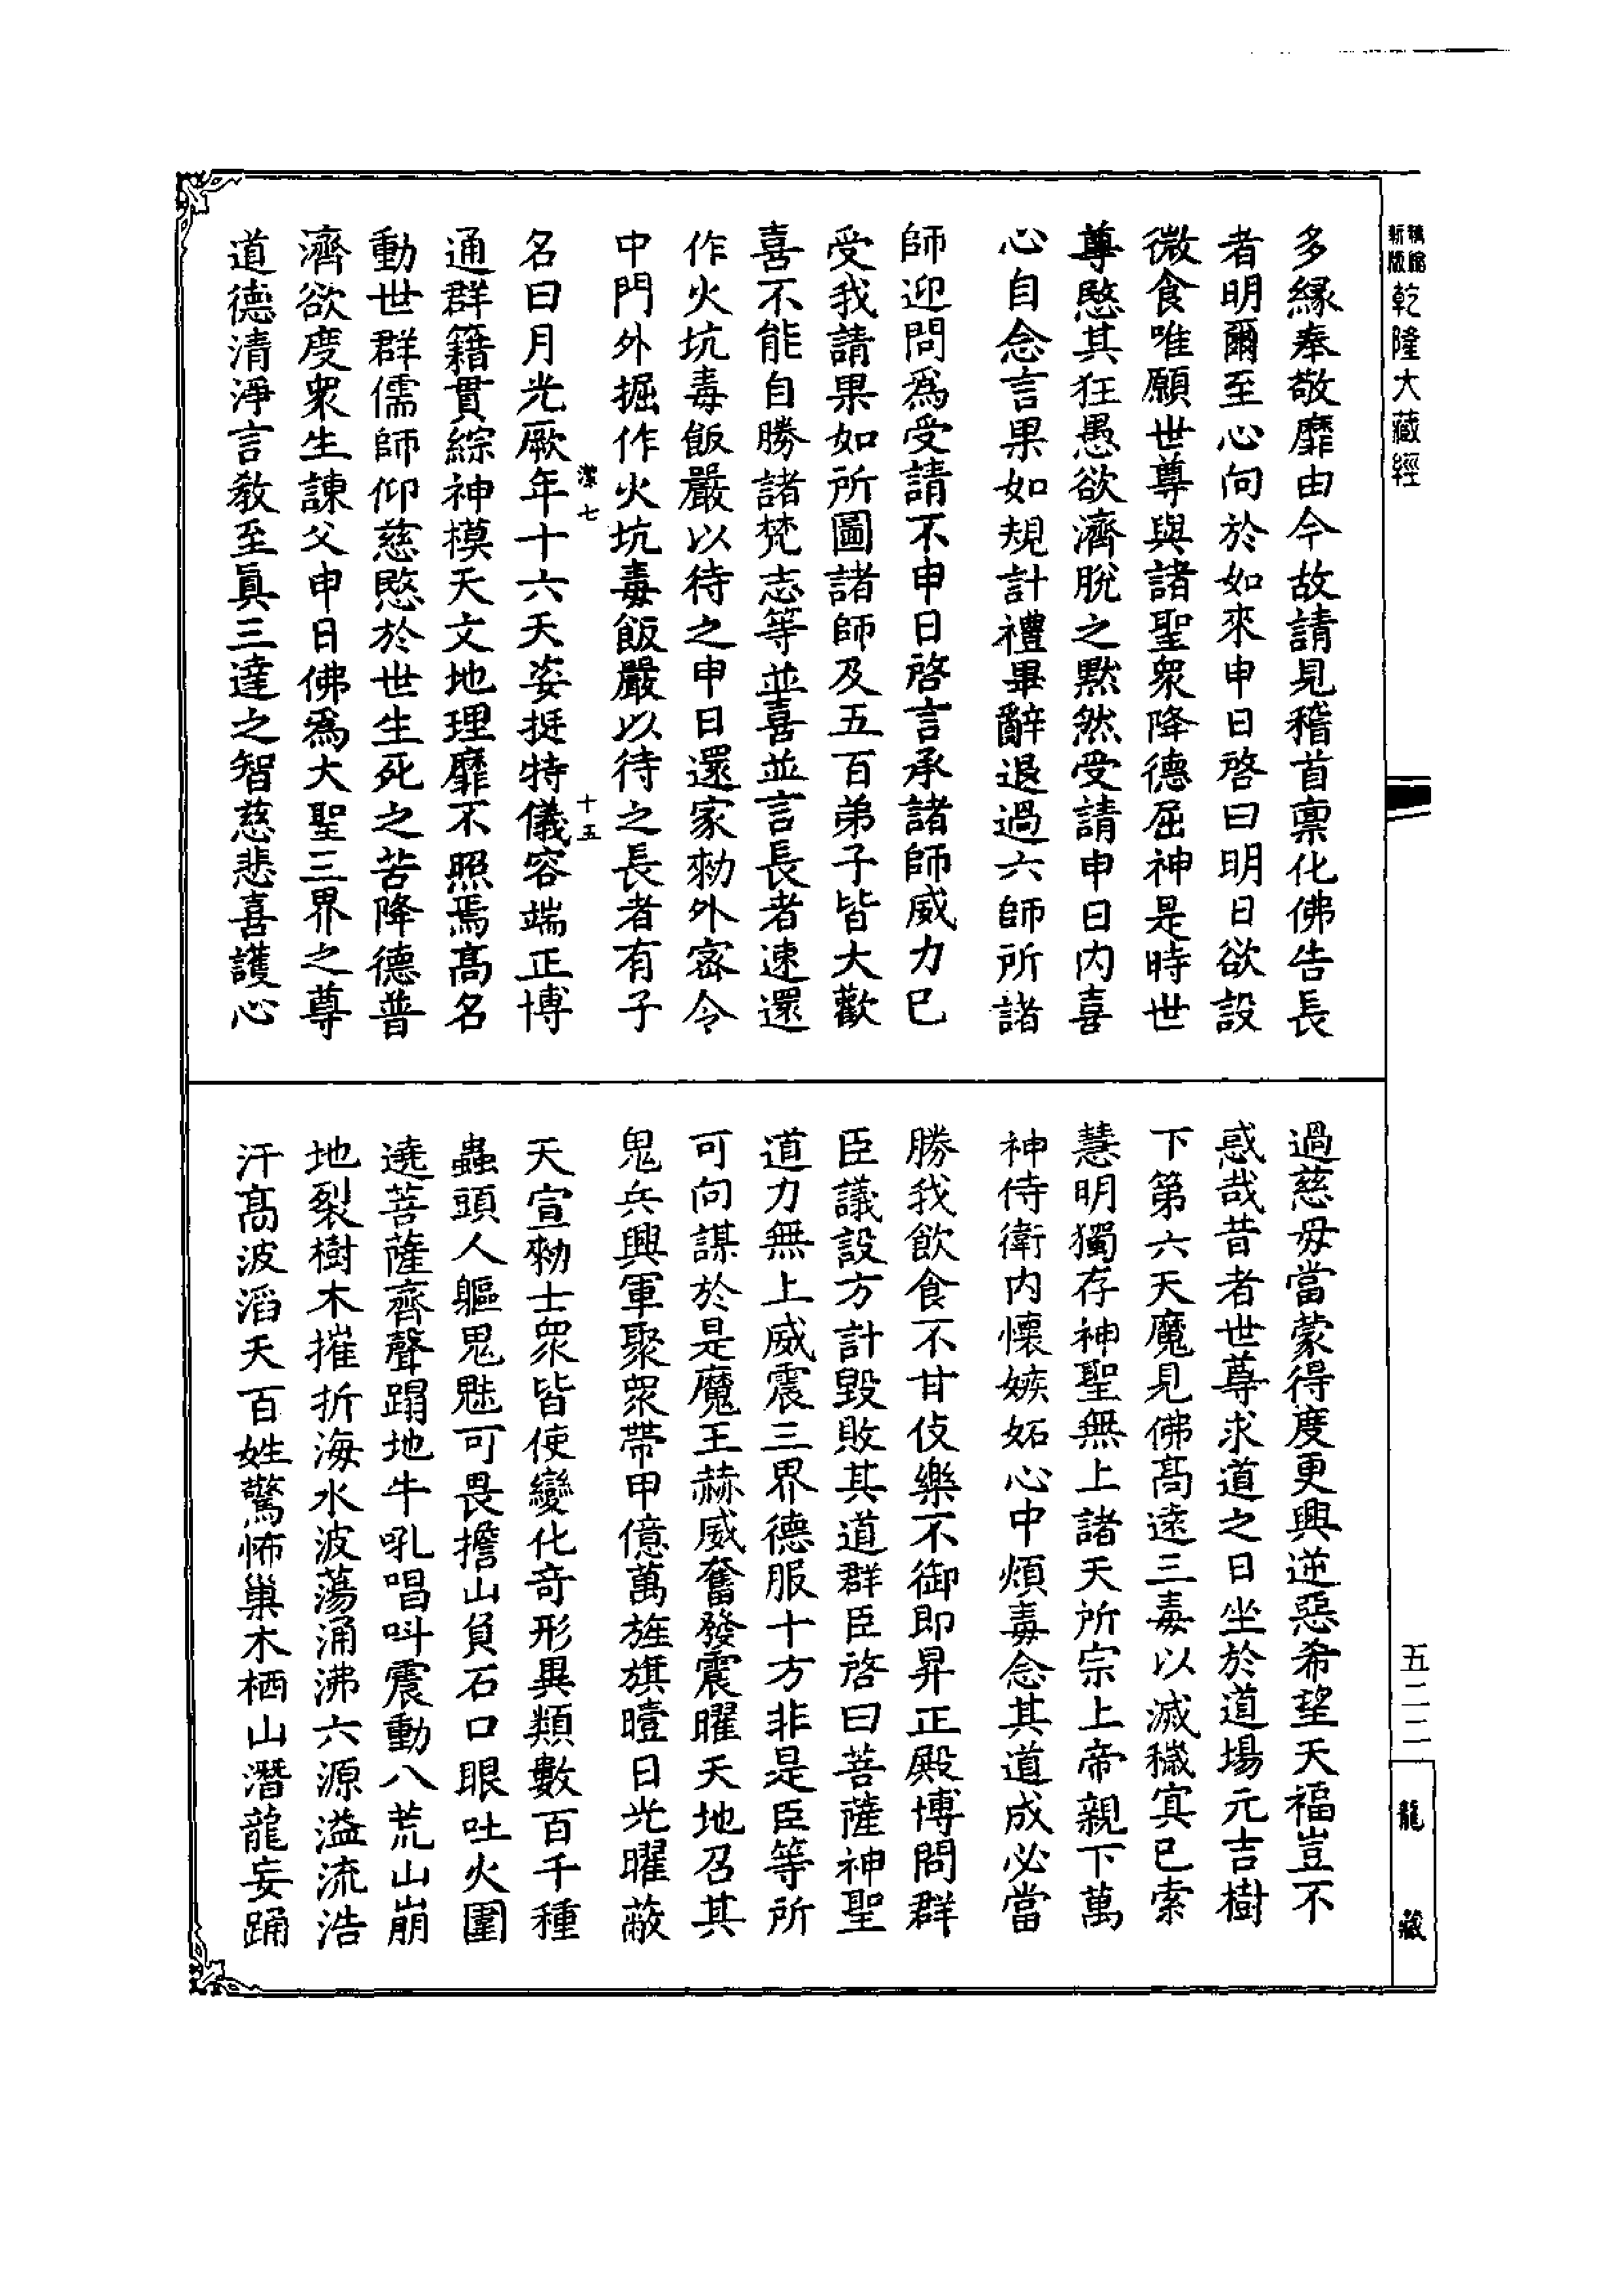 新編
縮版
乾隆大藏經
多緣奉敬靡由今故請見稽首稟化佛告長
者明爾至心向於如來申日啓曰明日欲設
微食唯願世尊與諸聖衆降德屈神是時世
尊愍其狂愚欲濟脫之默然受請申日内喜
心自念言果如規計禮畢辭退過六師所諸
師迎問爲受請不申日啓言承諸師威力已
受我請果如所圖諸師及五百弟子皆大歡
喜不能自勝諸梵志等並喜並言長者速還
作火坑毒飯嚴以待之申日還家勑外密令
中門外掘作火坑毒飯嚴以待之長者有子
潔七
十五
名曰月光厥年十六天姿挺特儀容端正博
通群籍貫綜神模天文地理靡不照焉髙名
動世群儒師仰慈愍於世生死之苦降德普
濟欲度衆生諫父申日佛爲大聖三界之尊
道德清淨言教至眞三達之智慈悲喜護心
過慈母當蒙得度更興逆惡希望天福豈不
惑哉昔者世尊求道之日坐於道場元吉樹
下第六天魔見佛髙遠三毒以滅穢㝠已索
慧明獨存神聖無上諸天所宗上帝親下萬
神侍衛内懷嫉妬心中煩毒念其道成必當
勝我飲食不甘伎樂不御即昇正殿博問群
臣議設方計毀敗其道群臣啓曰菩薩神聖
道力無上威震三界德服十方非是臣等所
可向謀於是魔王赫威奮發震曜天地召其
鬼兵興軍聚衆帶甲億萬旌旗曀日光曜蔽
天宣勑士衆皆使變化奇形異類數百千種
蟲頭人軀鬼魅可畏擔山負石口眼吐火圍
遶菩薩齊聲蹋地牛吼唱叫震動八荒山崩
地裂樹木摧折海水波蕩涌沸六源溢流浩
汗髙波滔天百姓驚怖巢木栖山潛龍妄踊
五二二
龍藏